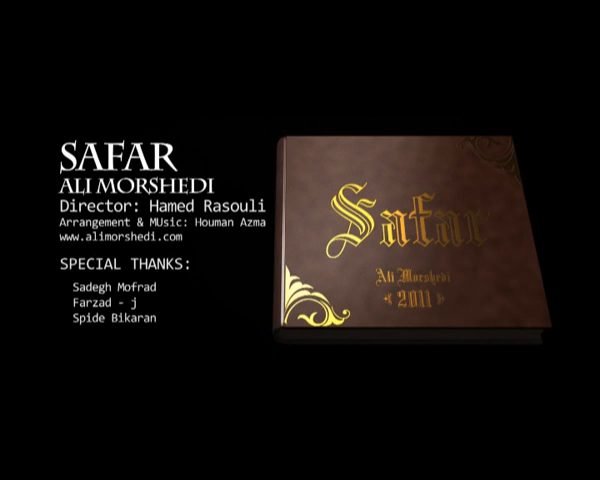 SAFAR
ALI MORSHEDI
Director: Hamed Rasouli
Arrangement & MUsic: Houman Azma
www.alimorshedi.com
SPECIAL THANKS:
Sadegh Mofrad
Farzad - j
Spide Bikaran
Safar
Ali Morshedi
2011